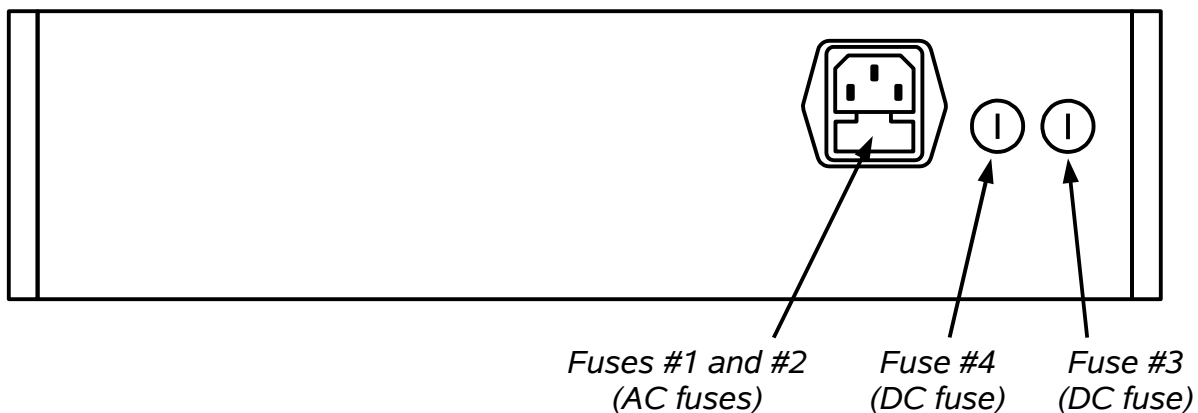 Fuses #1 and #2
(AC fuses)
Fuse #4
(DC fuse)
Fuse #3
(DC fuse)